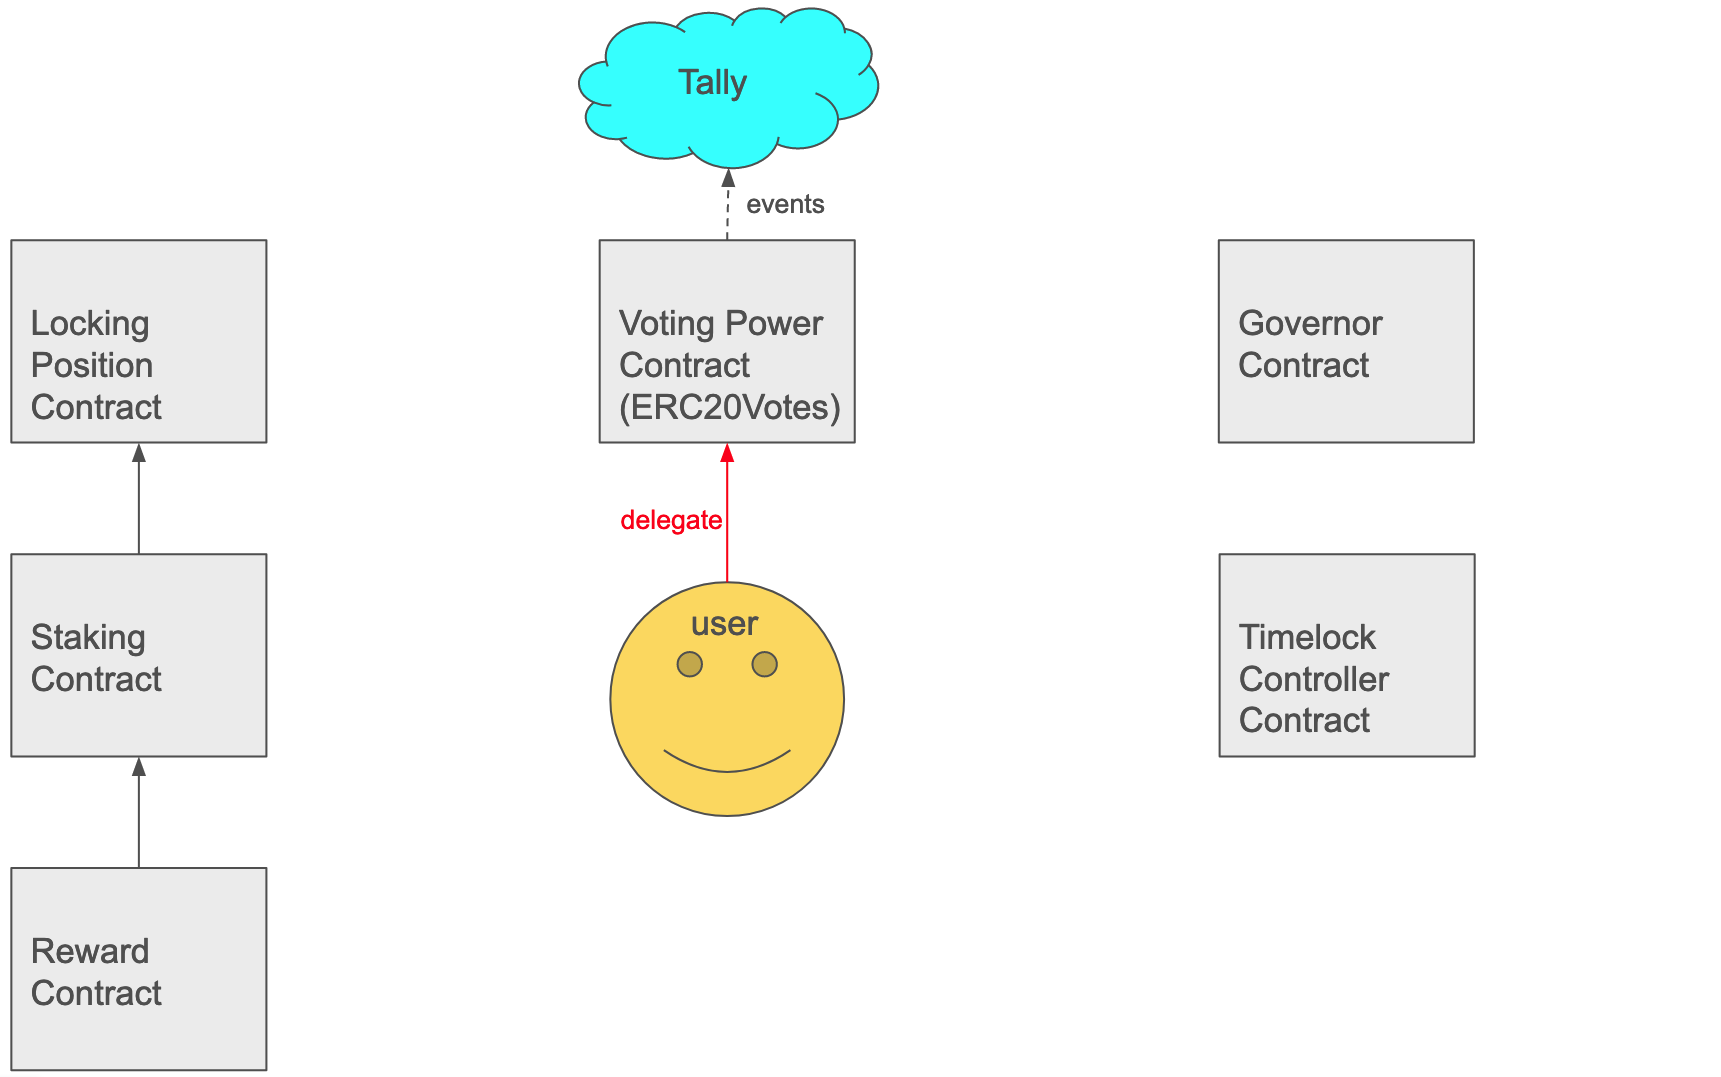 Tally
events
Locking
Position
Contract
Voting Power
Contract
(ERC20Votes)
Governor
Contract
delegate
user
Staking
Contract
Timelock
Controller
Contract
Reward
Contract